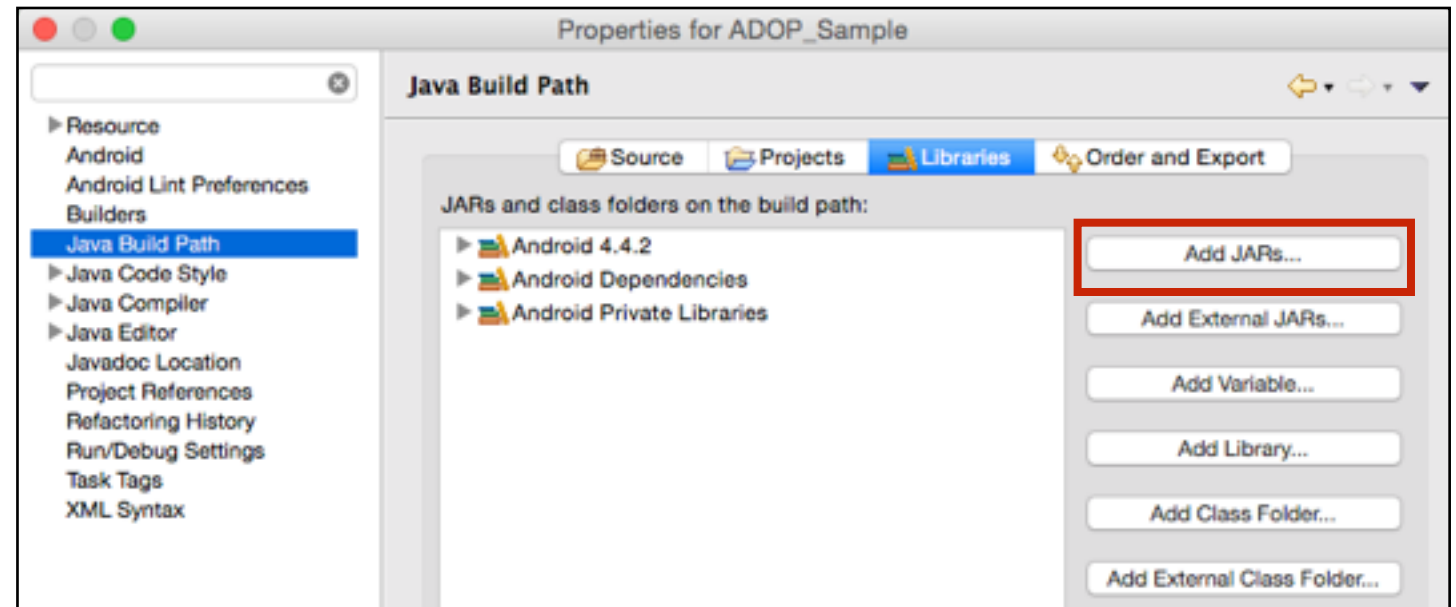 Properties for ADOP_Sample
Java Build Path
Resource
Android
Android Lint Preferences
Builders
Java Build Path
Java Code Style
Java Compiler
Java Editor
Javadoc Location
Project References
Refactoring History
Run/Debug Settings
Task Tags
XML Syntax
Source Projects Libraries Order and Export
JARs and class folders on the build path:
Android 4.4.2
Android Dependencies
Android Private Libraries
Add JARs...
Add External JARs...
Add Variable...
Add Library...
Add Class Folder...
Add External Class Folder...